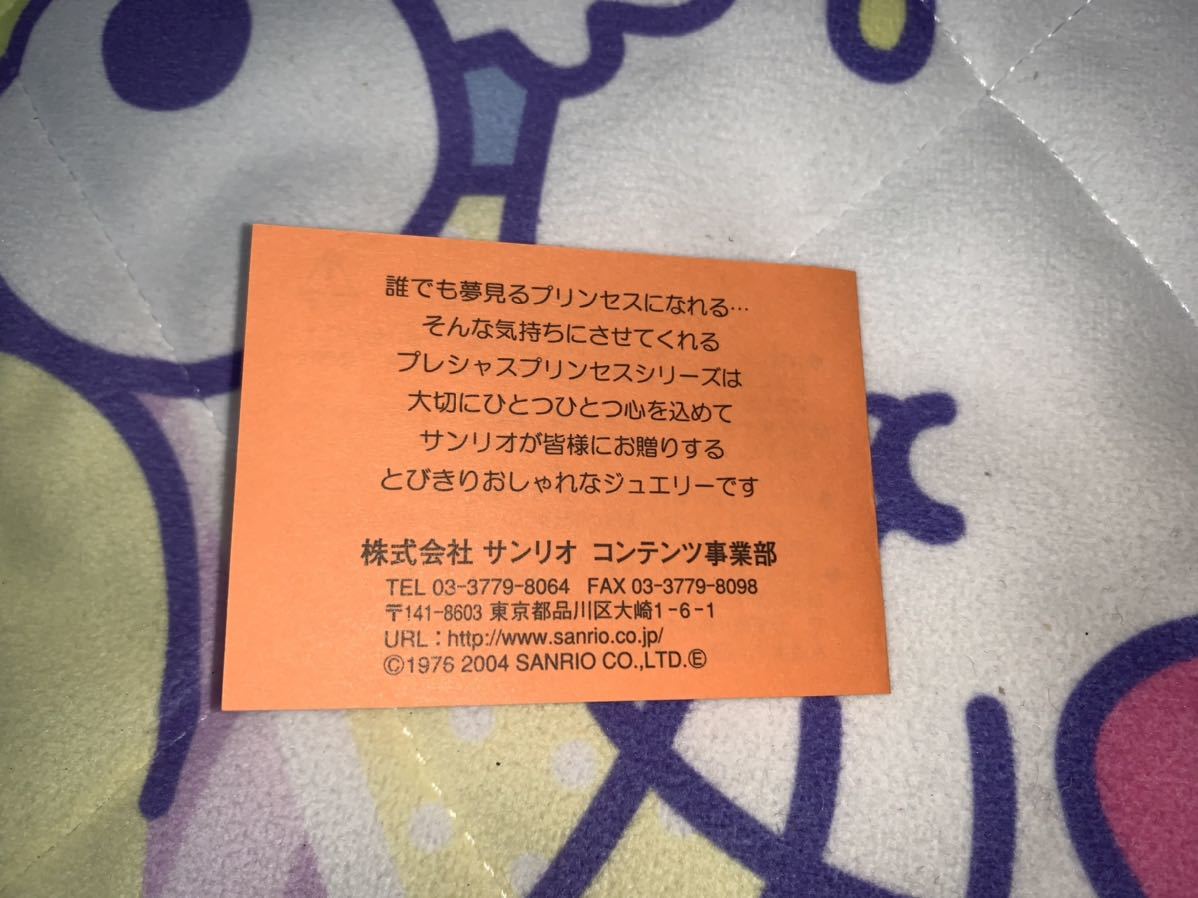 誰でも夢見るプリンセスになれる…
そんな気持ちにさせてくれる
プレシャスプリンセスシリーズは
大切にひとつひとつ心を込めて
サンリオが皆様にお贈りする
とびきりおしゃれなジュエリーです
株式会社 サンリオ コンテンツ事業部
TEL 03-3779-8064 FAX 03-3779-8098
〒141-8603 東京都品川区大崎1-6-1
URL：http://www.sanrio.co.jp/
©1976 2004 SANRIO CO.,LTD.Ⓔ